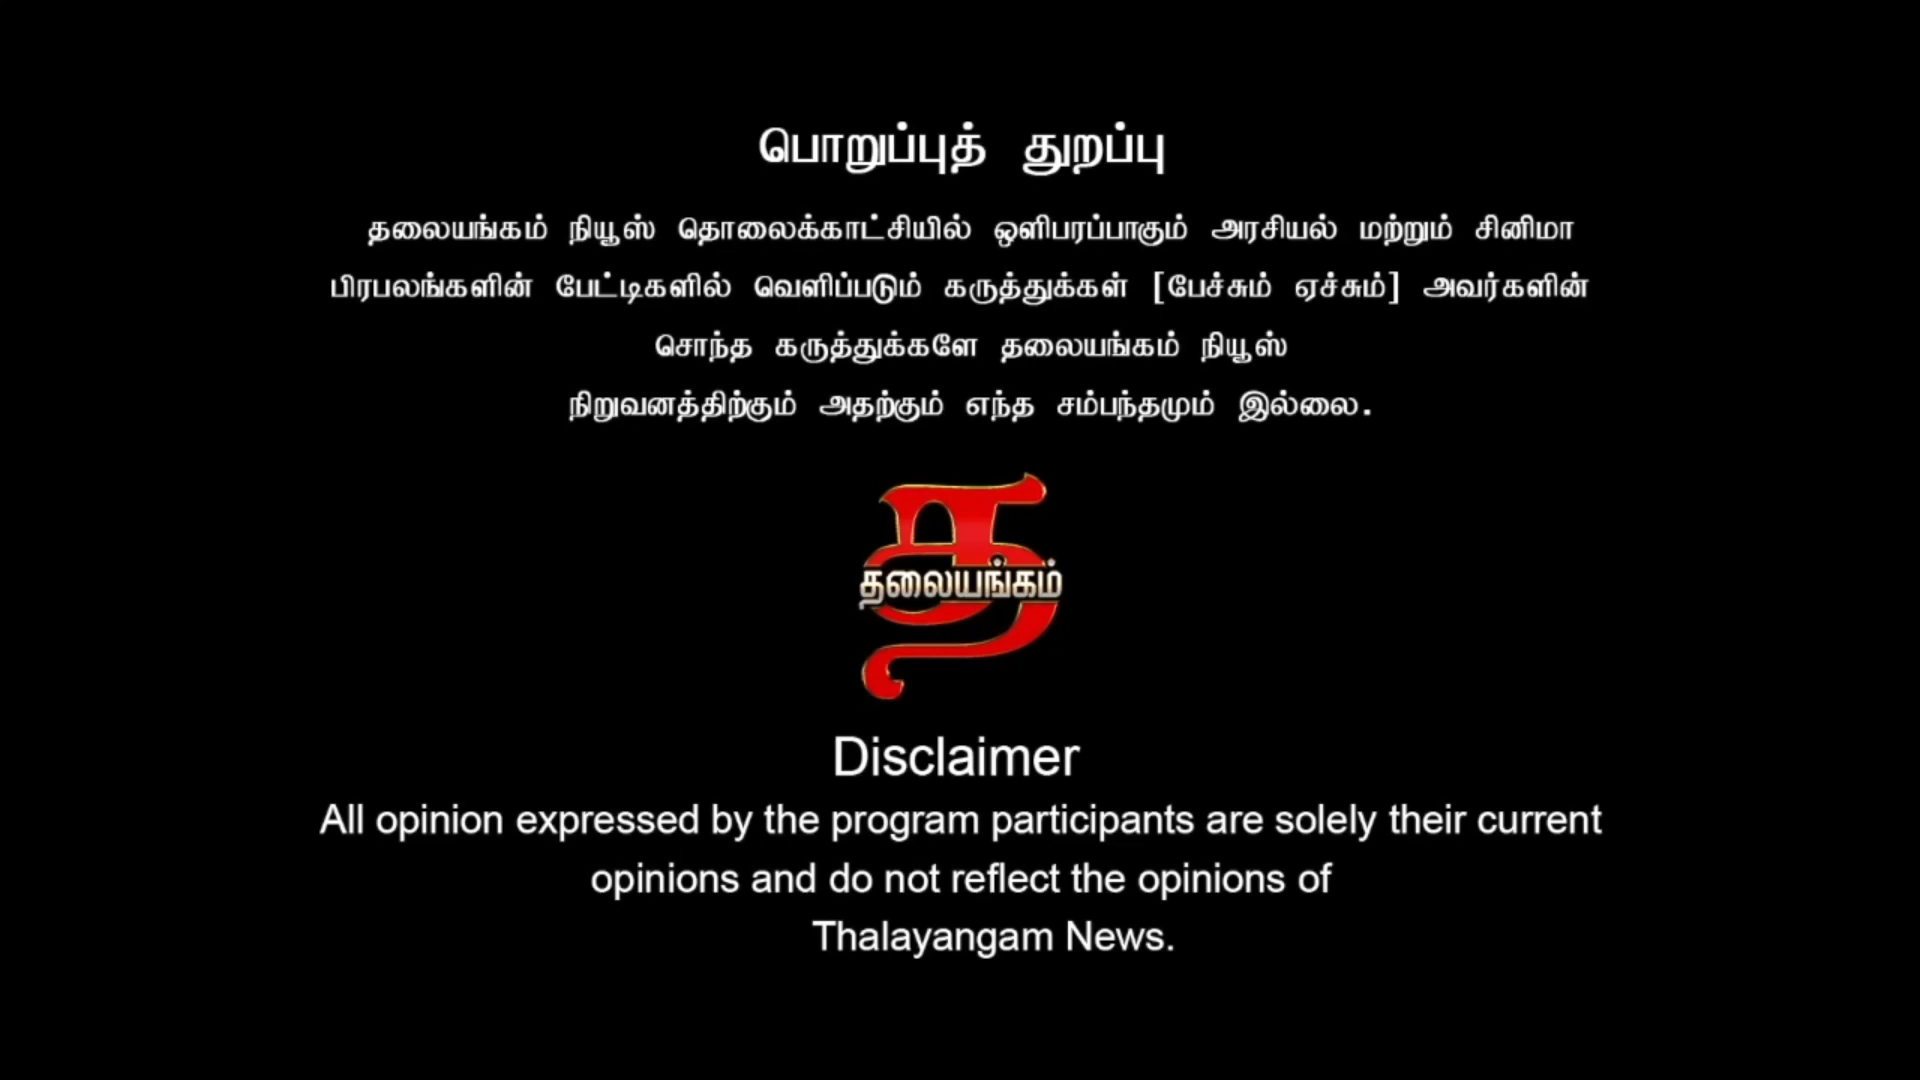 பொறுப்புத் துறப்பு
தலையங்கம் நியூஸ் தொலைக்காட்சியில் ஒளிபரப்பாகும் அரசியல் மற்றும் சினிமா
பிரபலங்களின் பேட்டிகளில் வெளிப்படும் கருத்துக்கள் [பேச்சும் ஏச்சும்] அவர்களின்
சொந்த கருத்துக்களே தலையங்கம் நியூஸ்
நிறுவனத்திற்கும் அதற்கும் எந்த சம்பந்தமும் இல்லை.
த
தலையங்கம்
Disclaimer
All opinion expressed by the program participants are solely their current
opinions and do not reflect the opinions of
Thalayangam News.